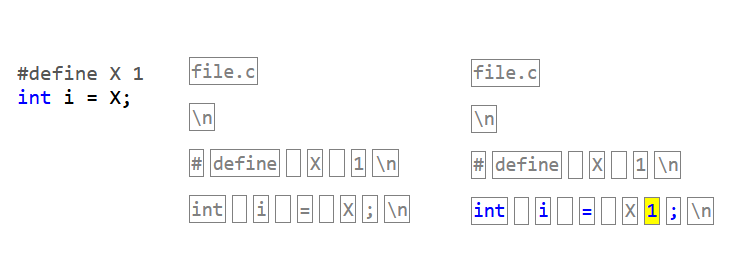 #define X 1
int i = X;
file.c
\n
# define X 1 \n
int i = X ; \n
file.c
\n
# define X 1 \n
int i = X 1 ; \n